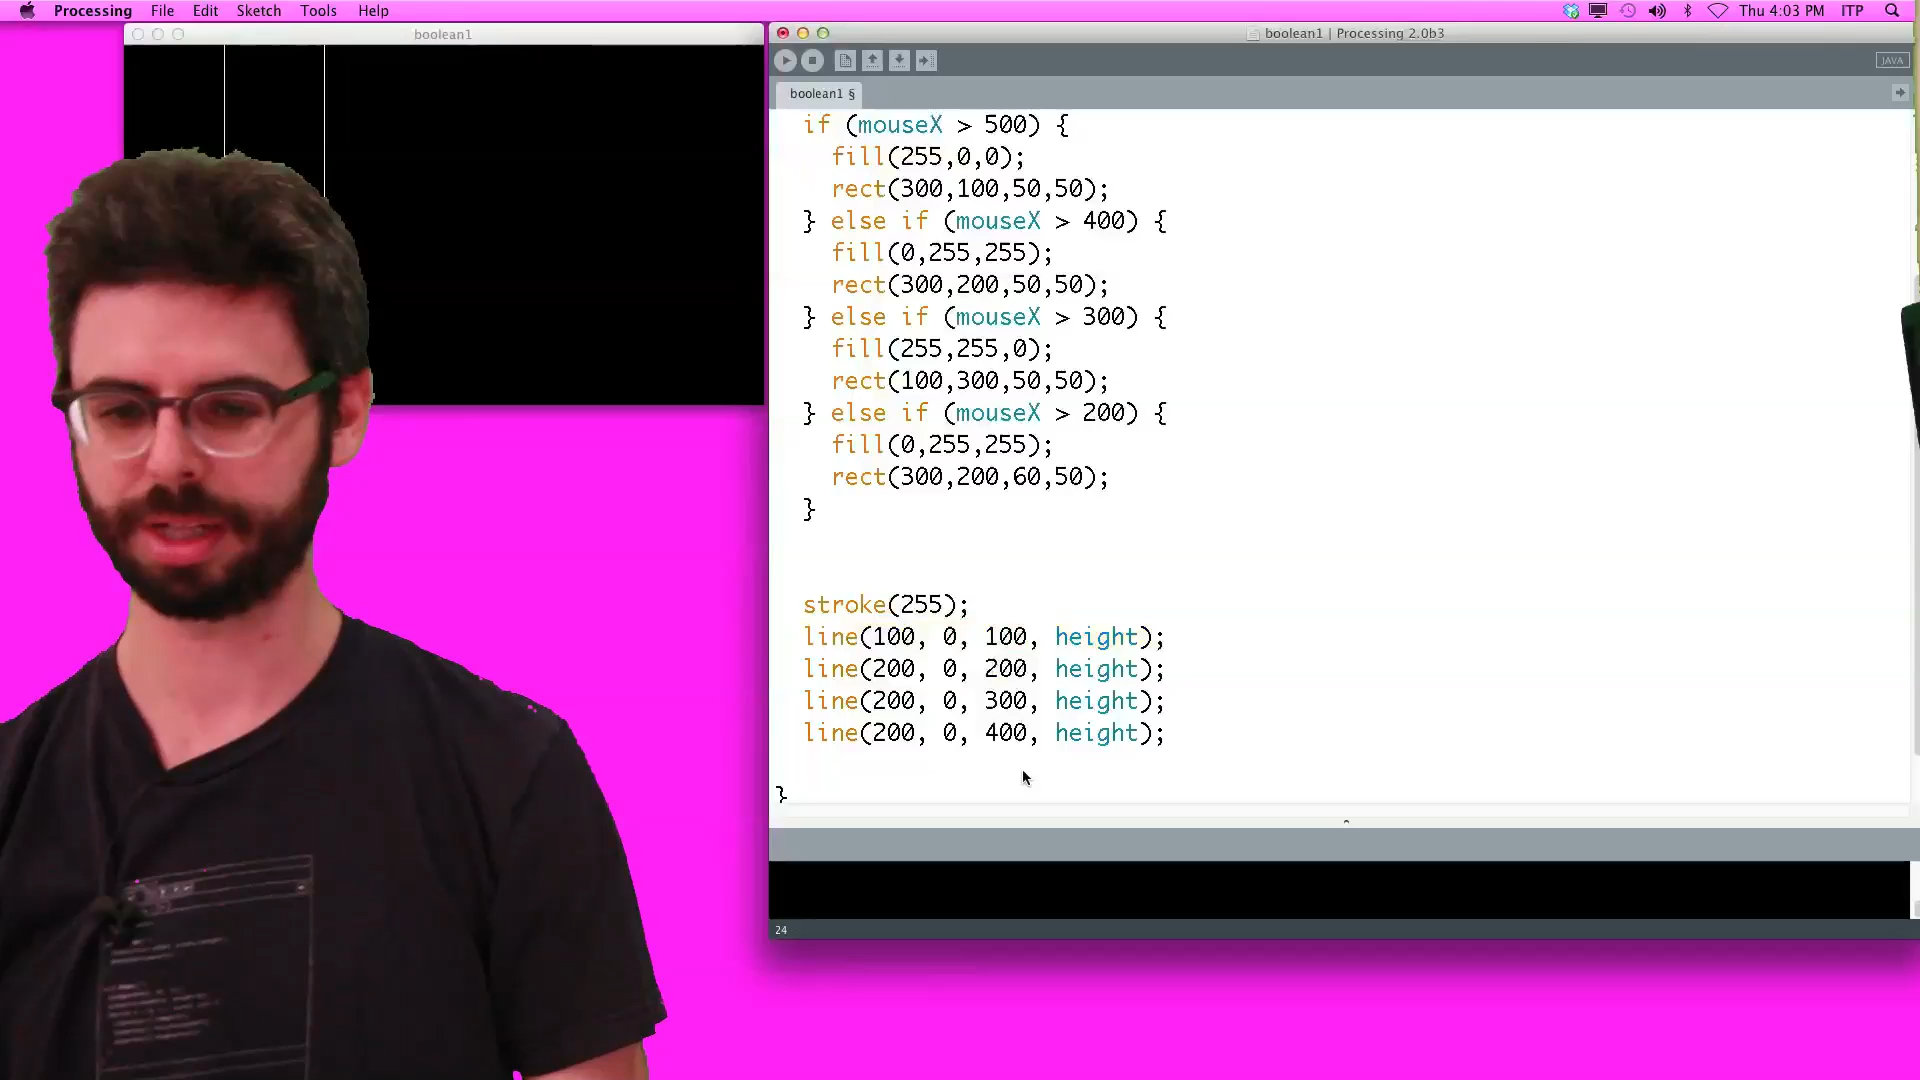 Processing File Edit Sketch Tools Help Thu 4:03 PM ITP
boolean1
boolean1 | Processing 2.0b3
JAVA
boolean1 §
if (mouseX > 500) {
fill(255,0,0);
rect(300,100,50,50);
} else if (mouseX > 400) {
fill(0,255,255);
rect(300,200,50,50);
} else if (mouseX > 300) {
fill(255,255,0);
rect(100,300,50,50);
} else if (mouseX > 200) {
fill(0,255,255);
rect(300,200,60,50);
}
stroke(255);
line(100, 0, 100, height);
line(200, 0, 200, height);
line(200, 0, 300, height);
line(200, 0, 400, height);
}
24